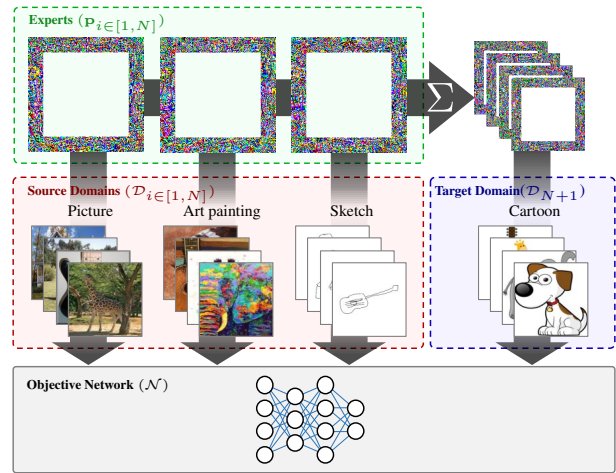 Experts (𝐩_{i∈[1,N]})
Σ
Source Domains (𝒟_{i∈[1,N]})
Target Domain(𝒟_{N+1})
Picture
Art painting
Sketch
Cartoon
Objective Network (𝒩)